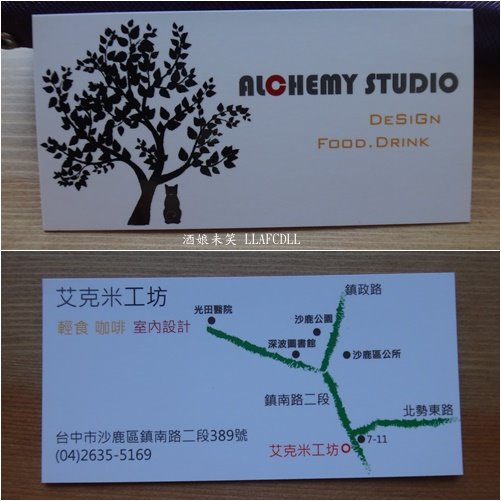 ALCHEMY STUDIO
DESIGN
FOOD.DRINK
酒娘未笑 LLAFCDLL
艾克米工坊
輕食 咖啡 室內設計
台中市沙鹿區鎮南路二段389號
(04)2635-5169
鎮政路
光田醫院
沙鹿公園
深波圖書館
沙鹿區公所
鎮南路二段
北勢東路
7-11
艾克米工坊